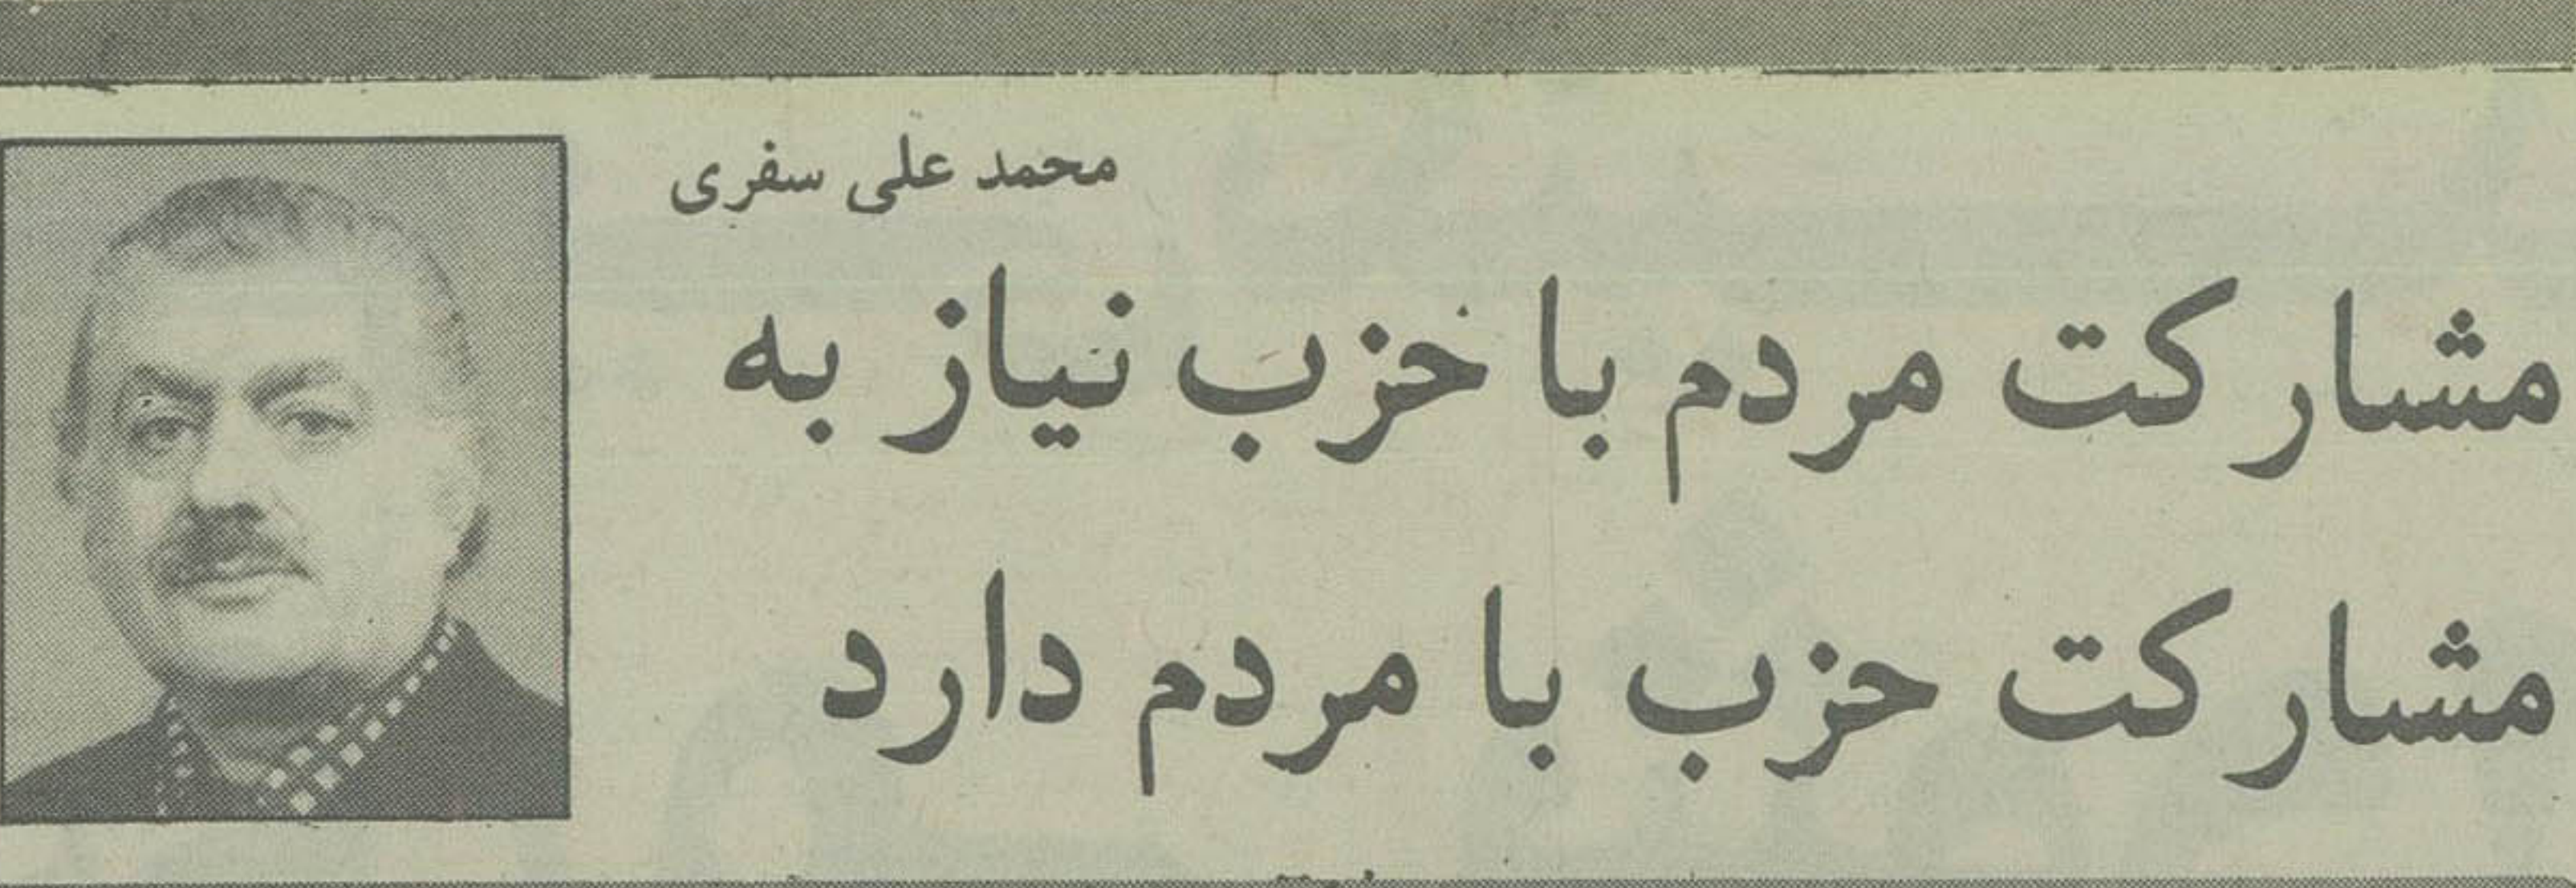 محمد علی سفری
مشارکت مردم با حزب نیاز به
مشارکت حزب با مردم دارد